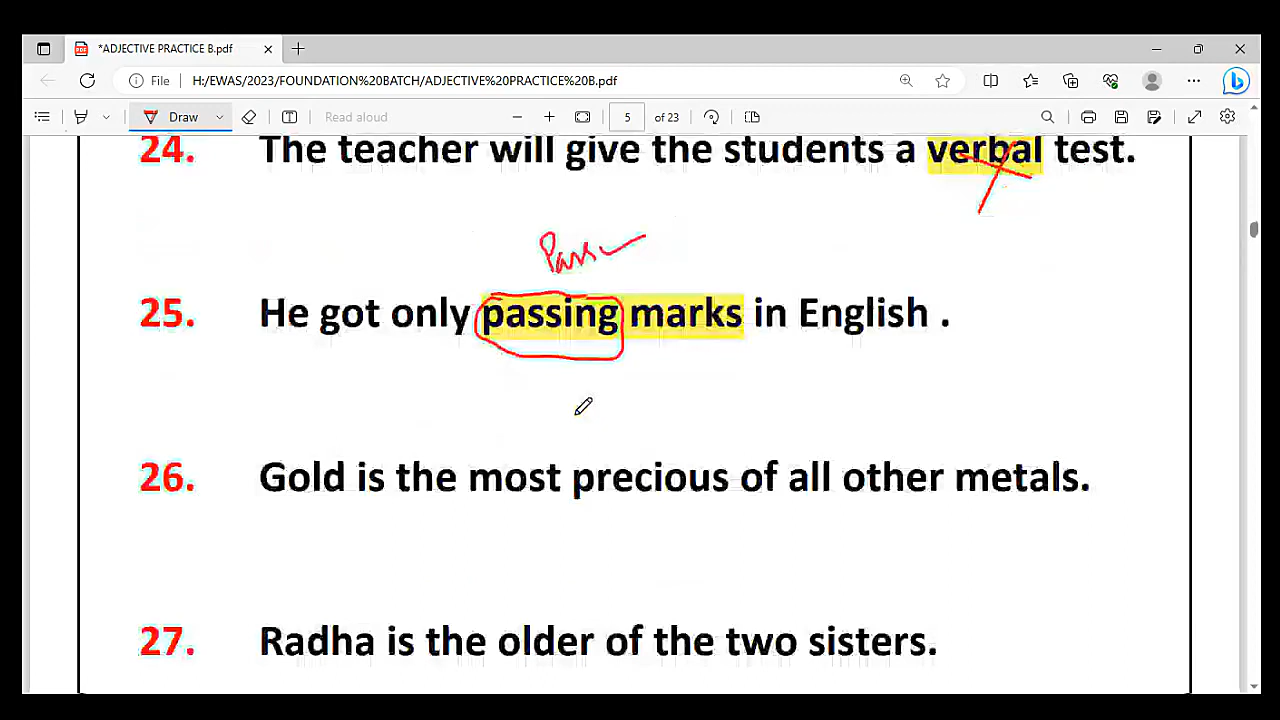 *ADJECTIVE PRACTICE B.pdf
File H:/EWAS/2023/FOUNDATION%20BATCH/ADJECTIVE%20PRACTICE%20B.pdf
Draw Read aloud 5 of 23
24. The teacher will give the students a verbal test.
Pass
25. He got only passing marks in English .
26. Gold is the most precious of all other metals.
27. Radha is the older of the two sisters.